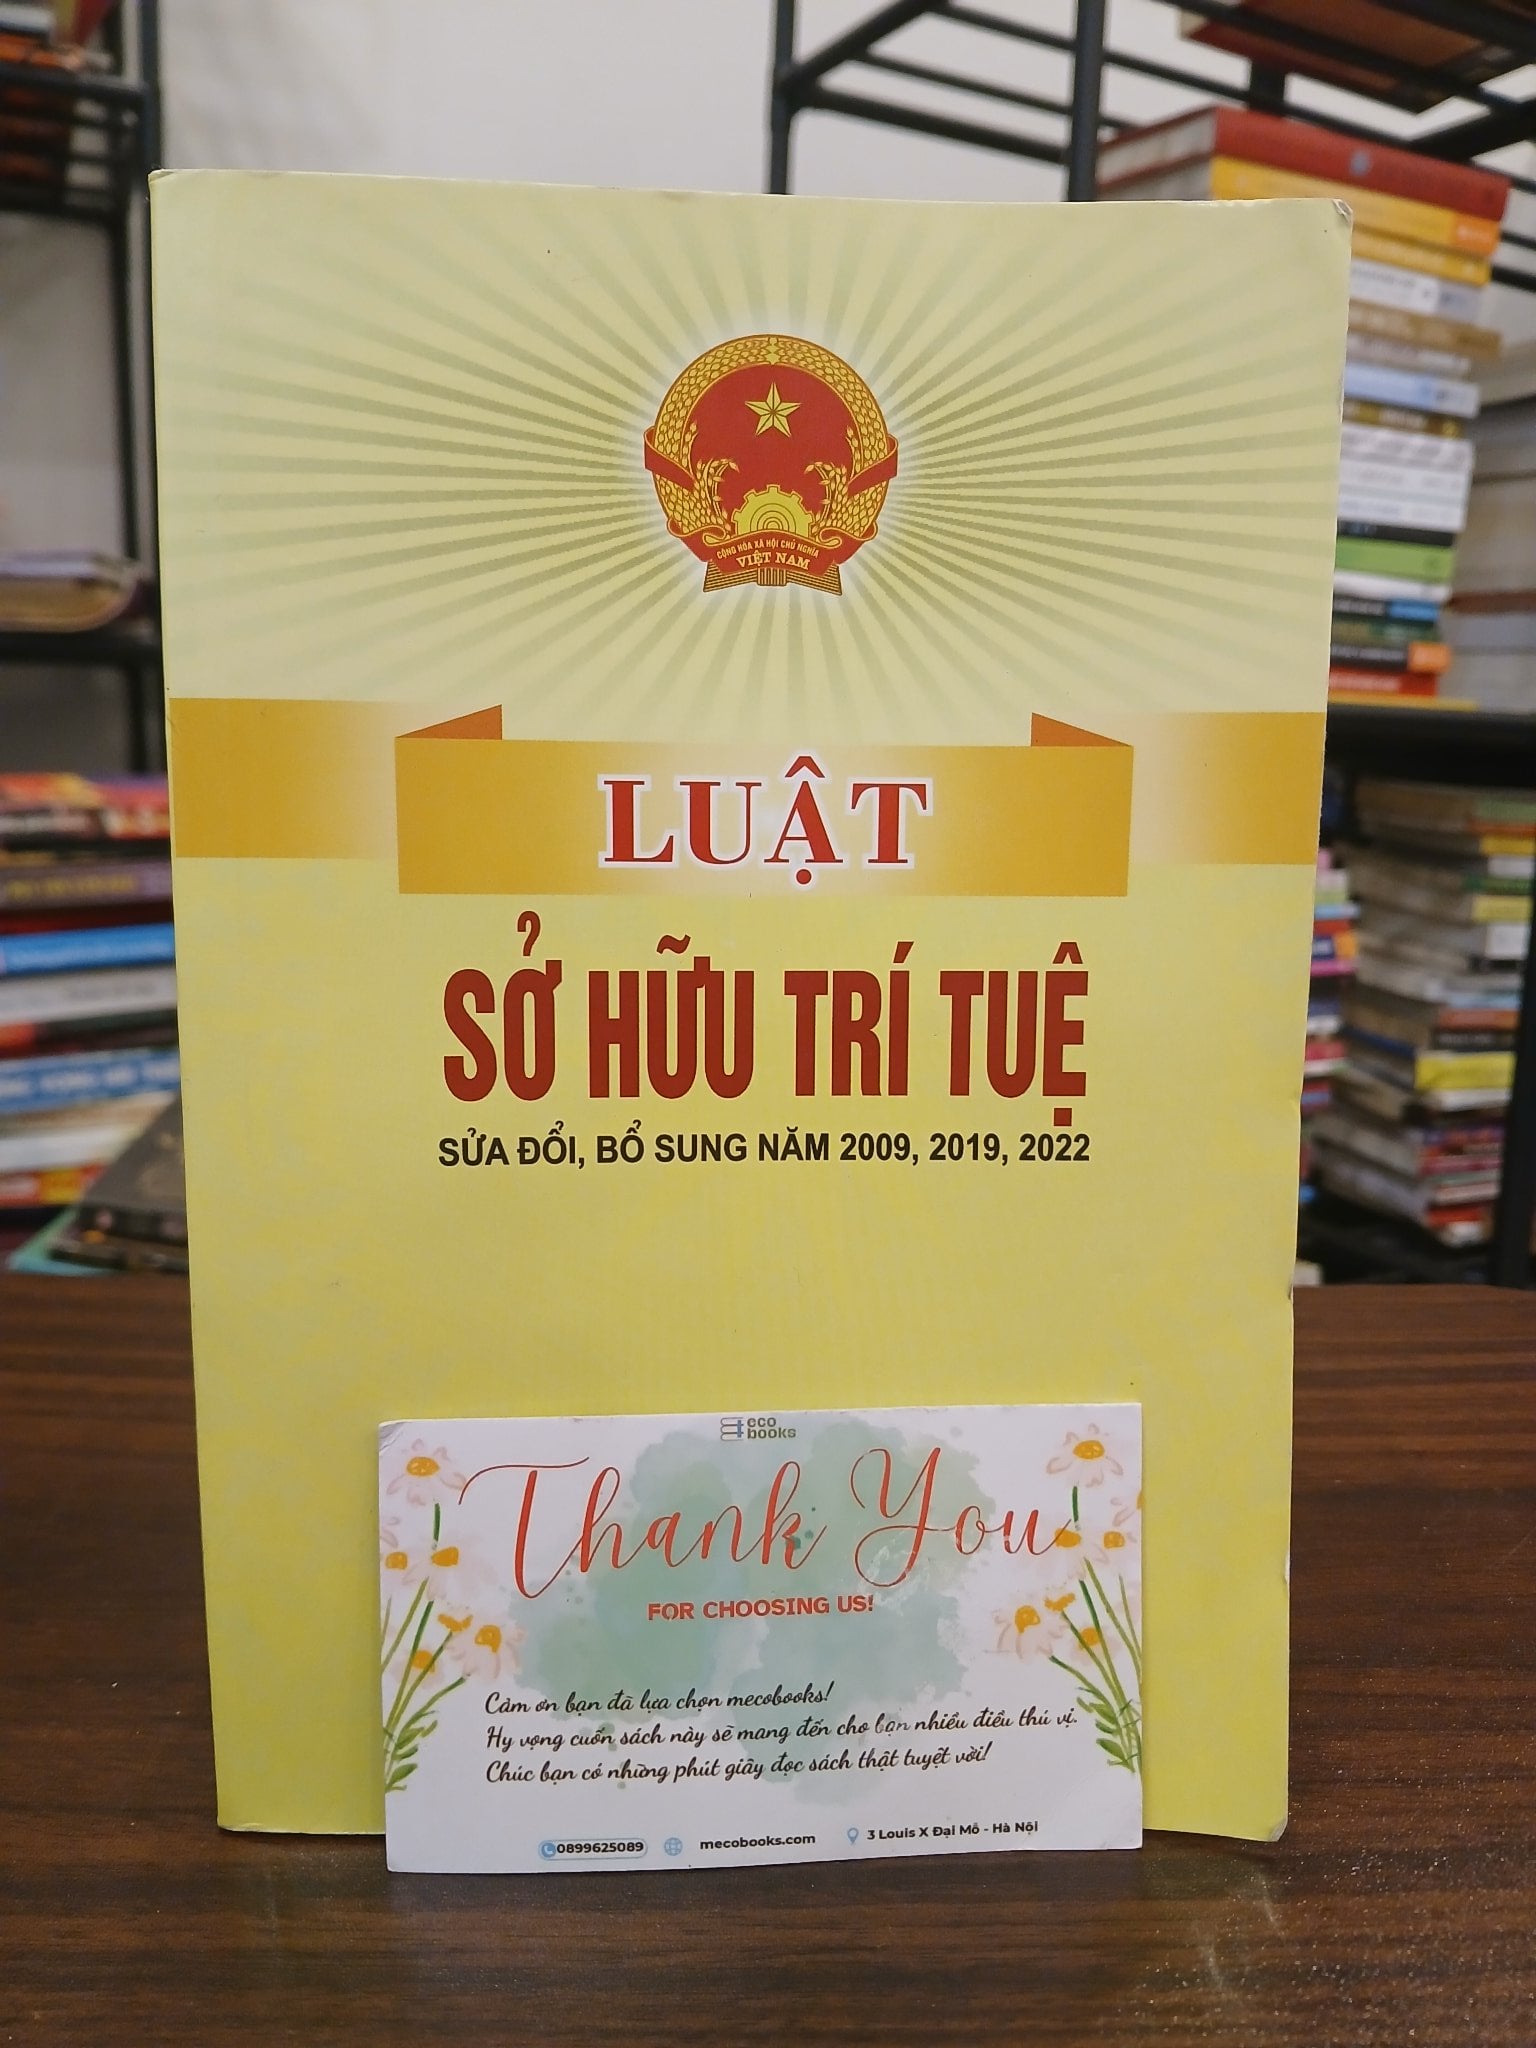 CỘNG HÒA XÃ HỘI CHỦ NGHĨA
VIỆT NAM
LUẬT
SỞ HỮU TRÍ TUỆ
SỬA ĐỔI, BỔ SUNG NĂM 2009, 2019, 2022
eco
books
Thank You
FOR CHOOSING US!
Cảm ơn bạn đã lựa chọn mecobooks!
Hy vọng cuốn sách này sẽ mang đến cho bạn nhiều điều thú vị.
Chúc bạn có những phút giây đọc sách thật tuyệt vời!
0899625089 mecobooks.com 3 Louis X Đại Mỗ - Hà Nội